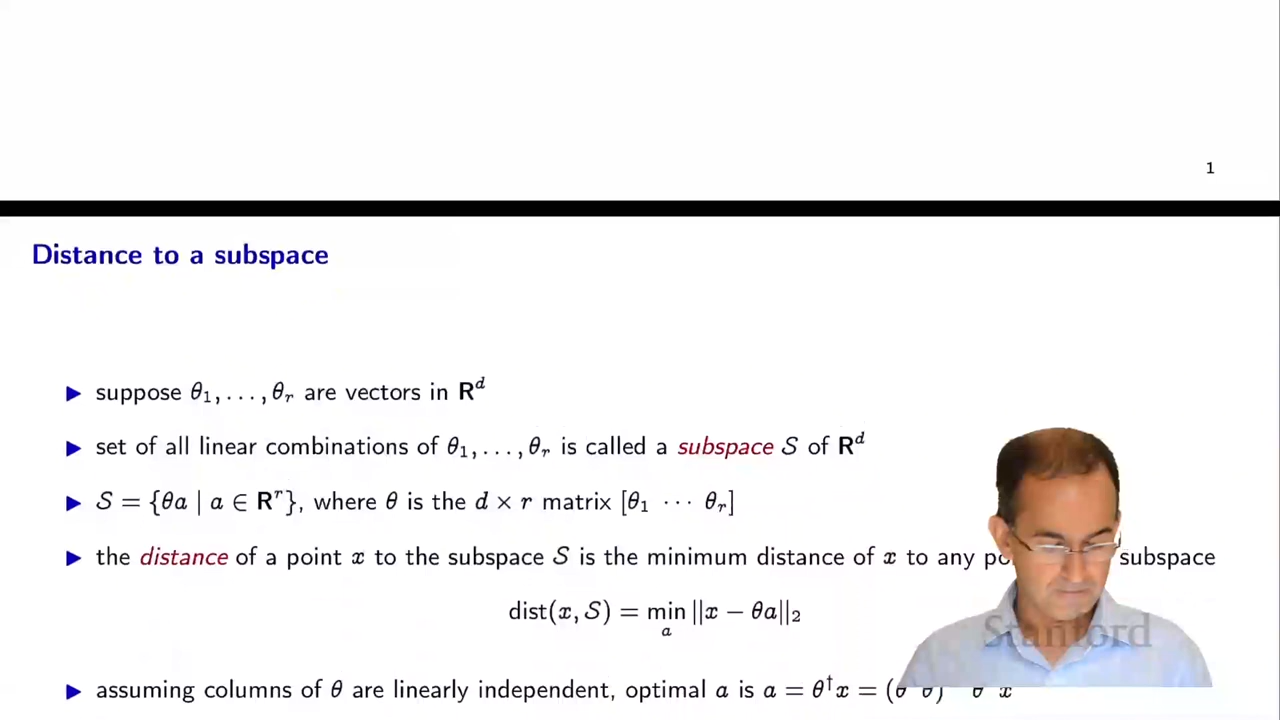 1
Distance to a subspace
▶ suppose θ₁, . . . , θᵣ are vectors in Rᵈ
▶ set of all linear combinations of θ₁, . . . , θᵣ is called a subspace S of Rᵈ
▶ S = {θa | a ∈ Rʳ}, where θ is the d × r matrix [θ₁ ··· θᵣ]
▶ the distance of a point x to the subspace S is the minimum distance of x to any subspace
dist(x, S) = min ||x − θa||₂
a
Stanford
▶ assuming columns of θ are linearly independent, optimal a is a = θ†x =